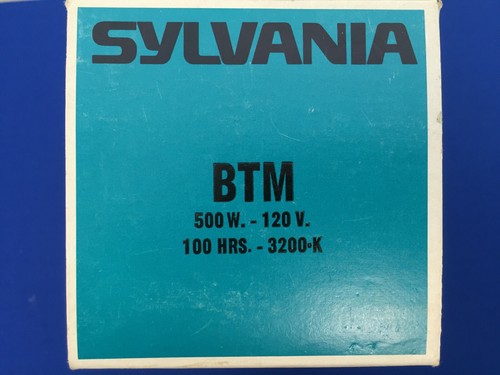 SYLVANIA
BTM
500 W. - 120 V.
100 HRS. - 3200°K